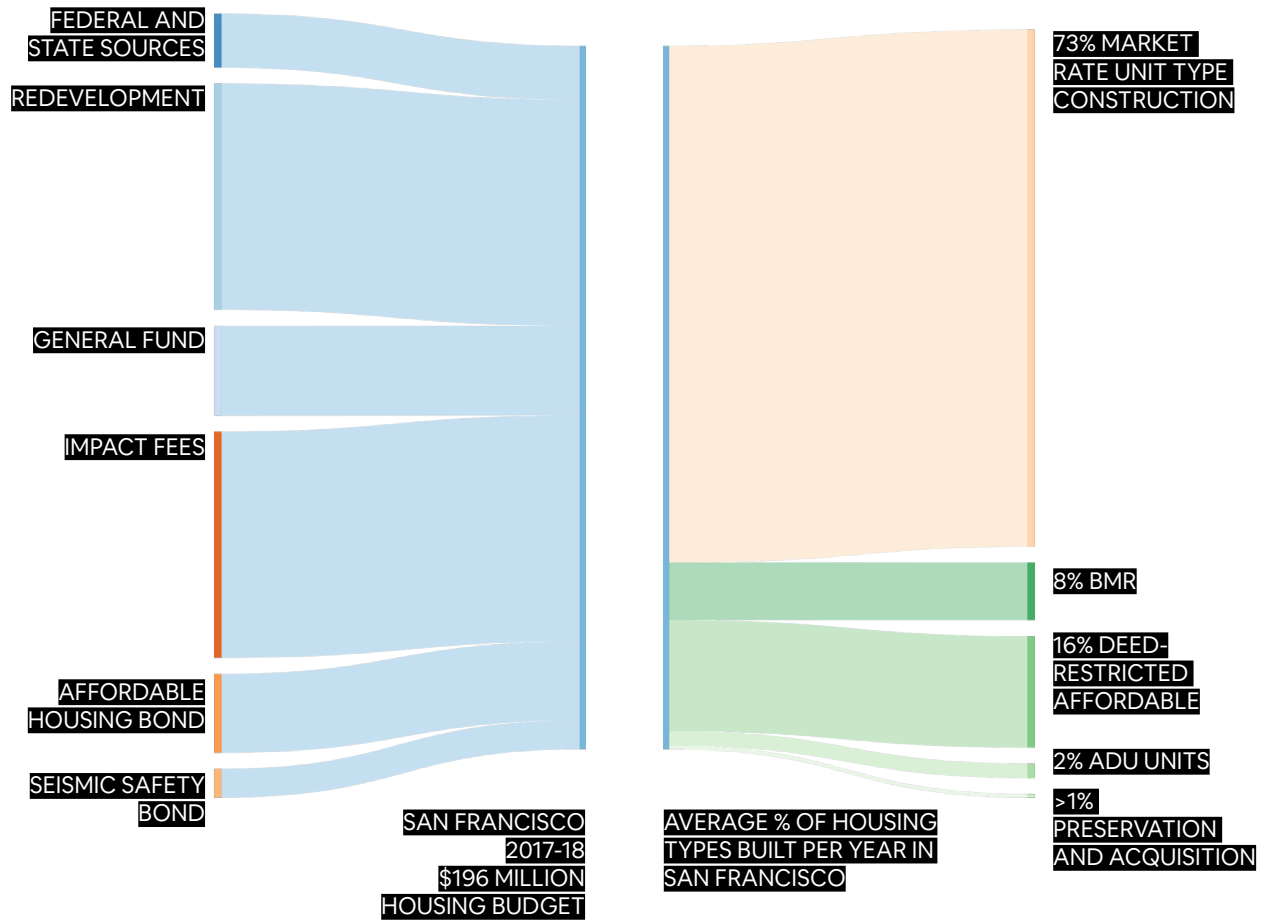 FEDERAL AND
STATE SOURCES
REDEVELOPMENT
GENERAL FUND
IMPACT FEES
AFFORDABLE
HOUSING BOND
SEISMIC SAFETY
BOND
SAN FRANCISCO
2017-18
$196 MILLION
HOUSING BUDGET
AVERAGE % OF HOUSING
TYPES BUILT PER YEAR IN
SAN FRANCISCO
73% MARKET
RATE UNIT TYPE
CONSTRUCTION
8% BMR
16% DEED-
RESTRICTED
AFFORDABLE
2% ADU UNITS
>1%
PRESERVATION
AND ACQUISITION